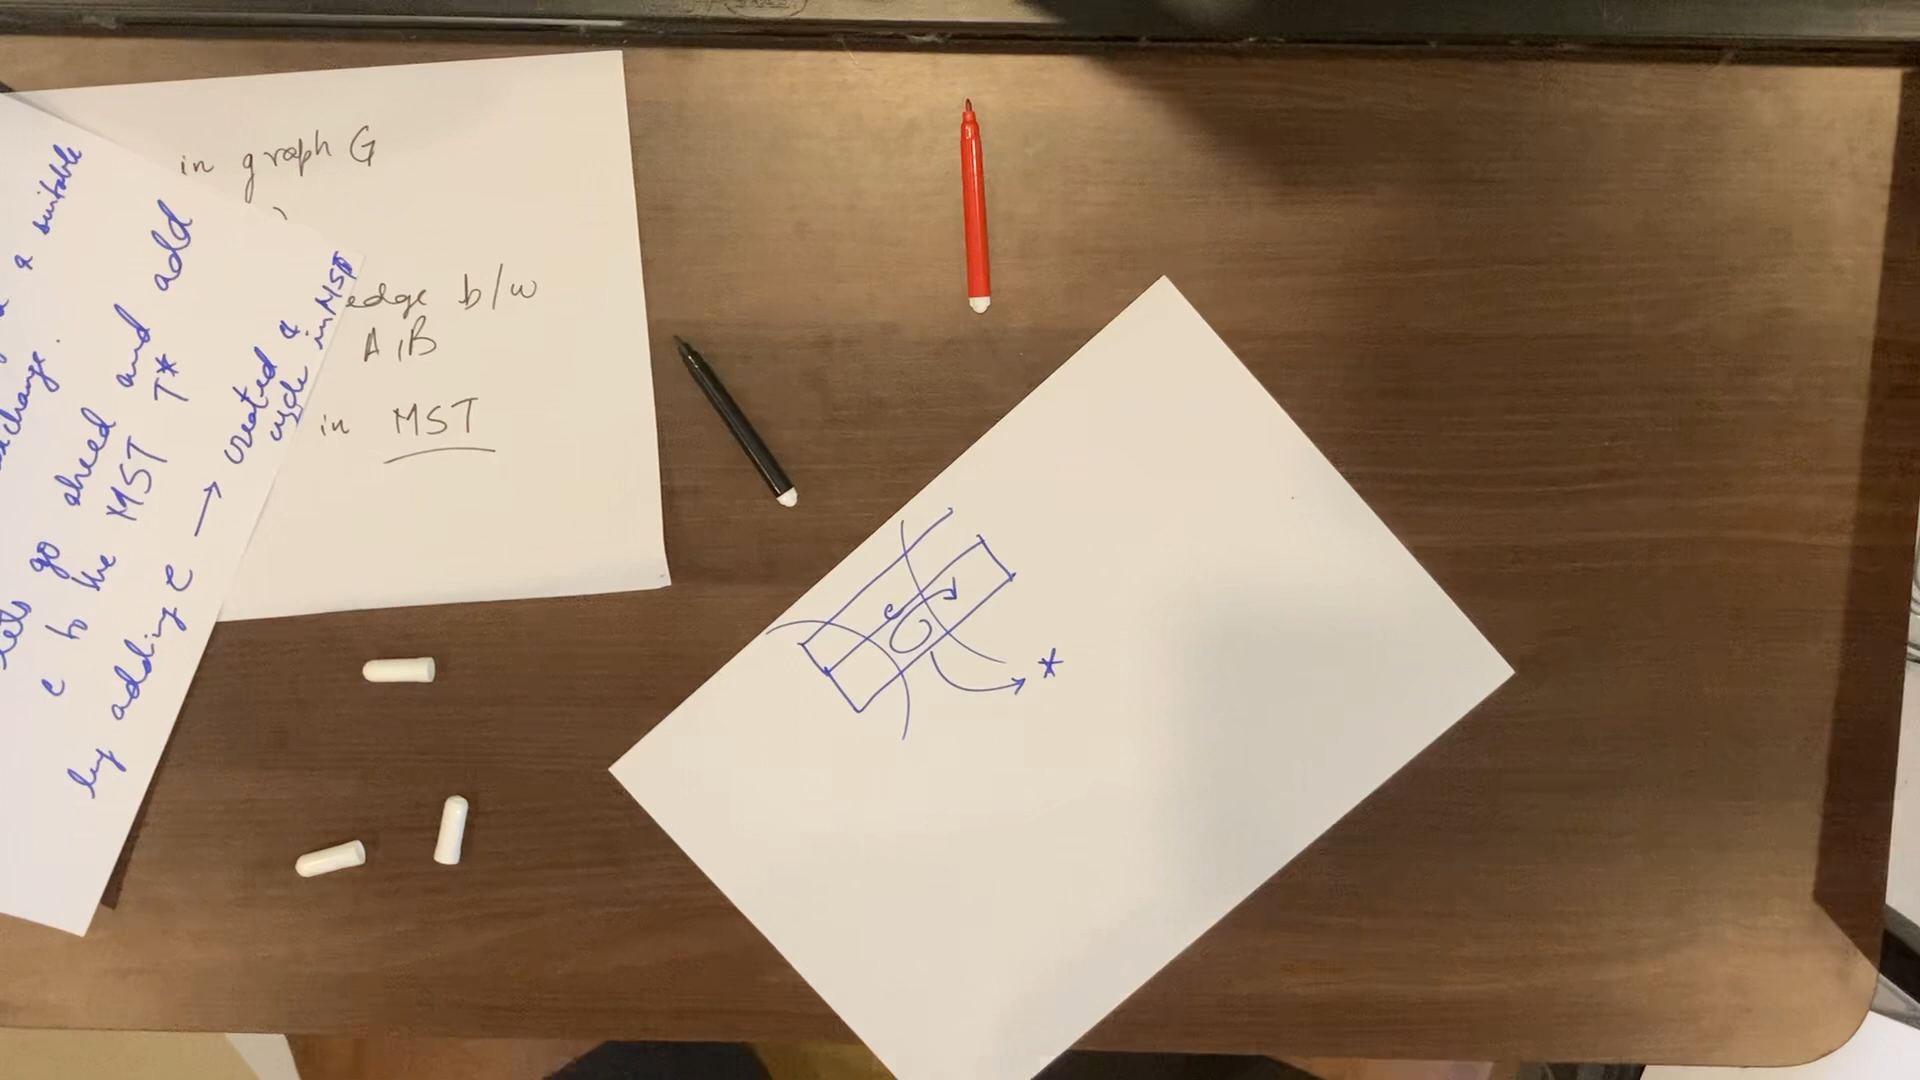 in graph G
edge b/w
A, B
in MST
a suitable
exchange.
lets go ahead and add
e to the MST T*
by adding e → created a
cycle in MST
e
*